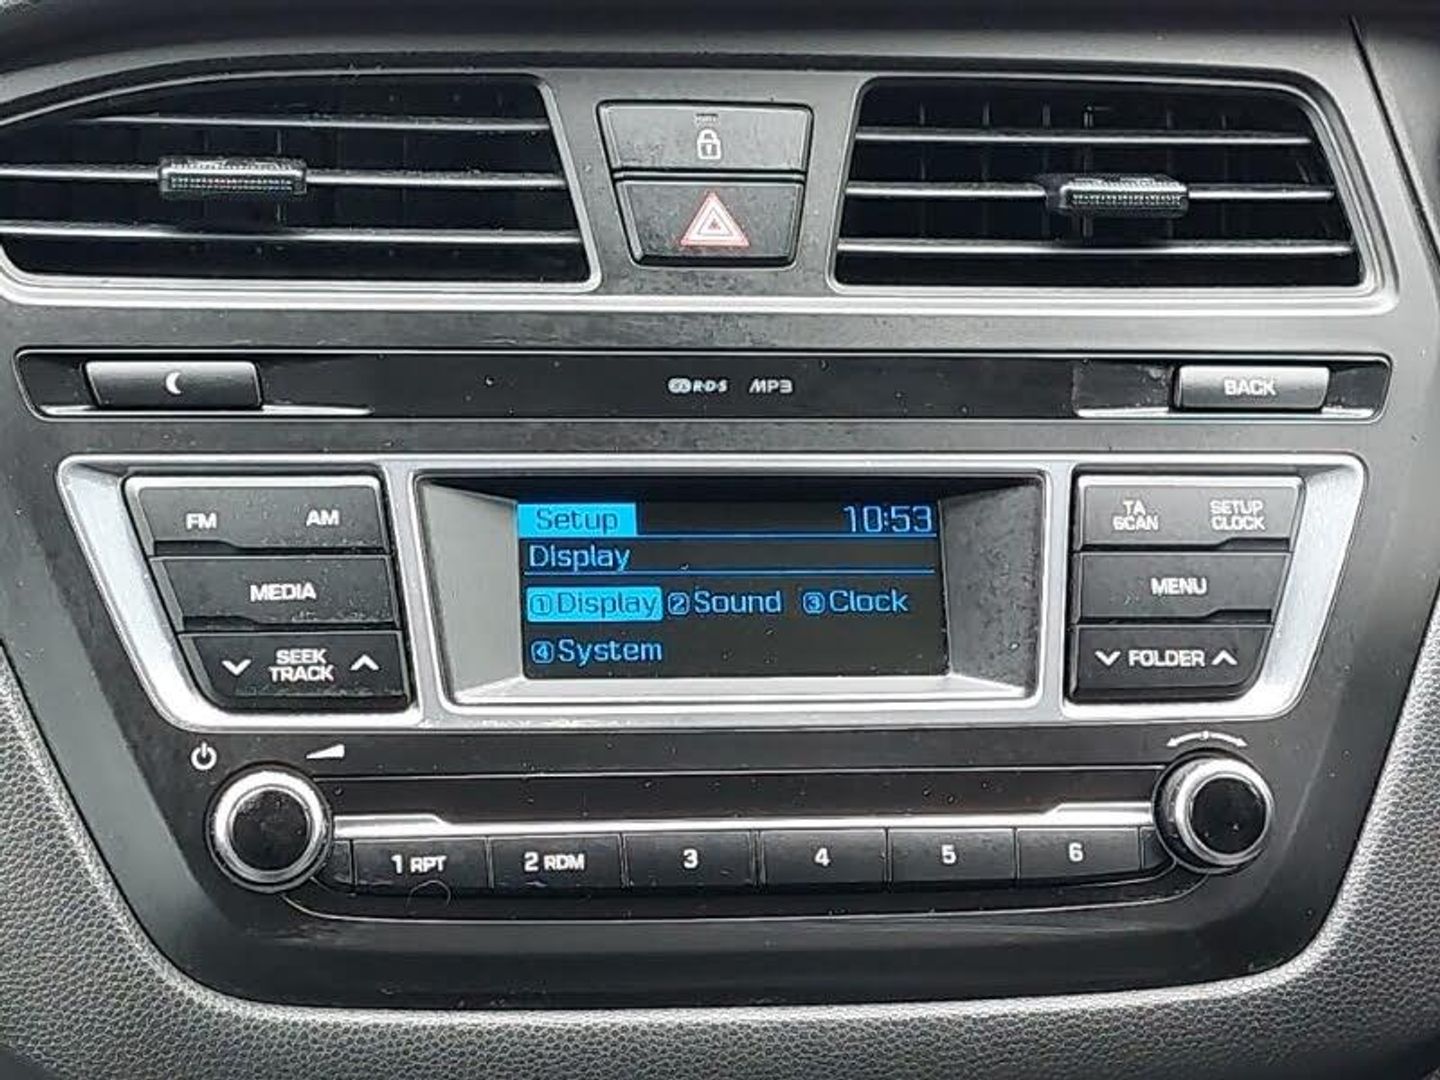 R·D·S MP3
BACK
FM AM
MEDIA
SEEK
TRACK
Setup 10:53
Display
1 Display 2 Sound 3 Clock
4 System
TA
SCAN
SETUP
CLOCK
MENU
FOLDER
1 RPT 2 RDM 3 4 5 6